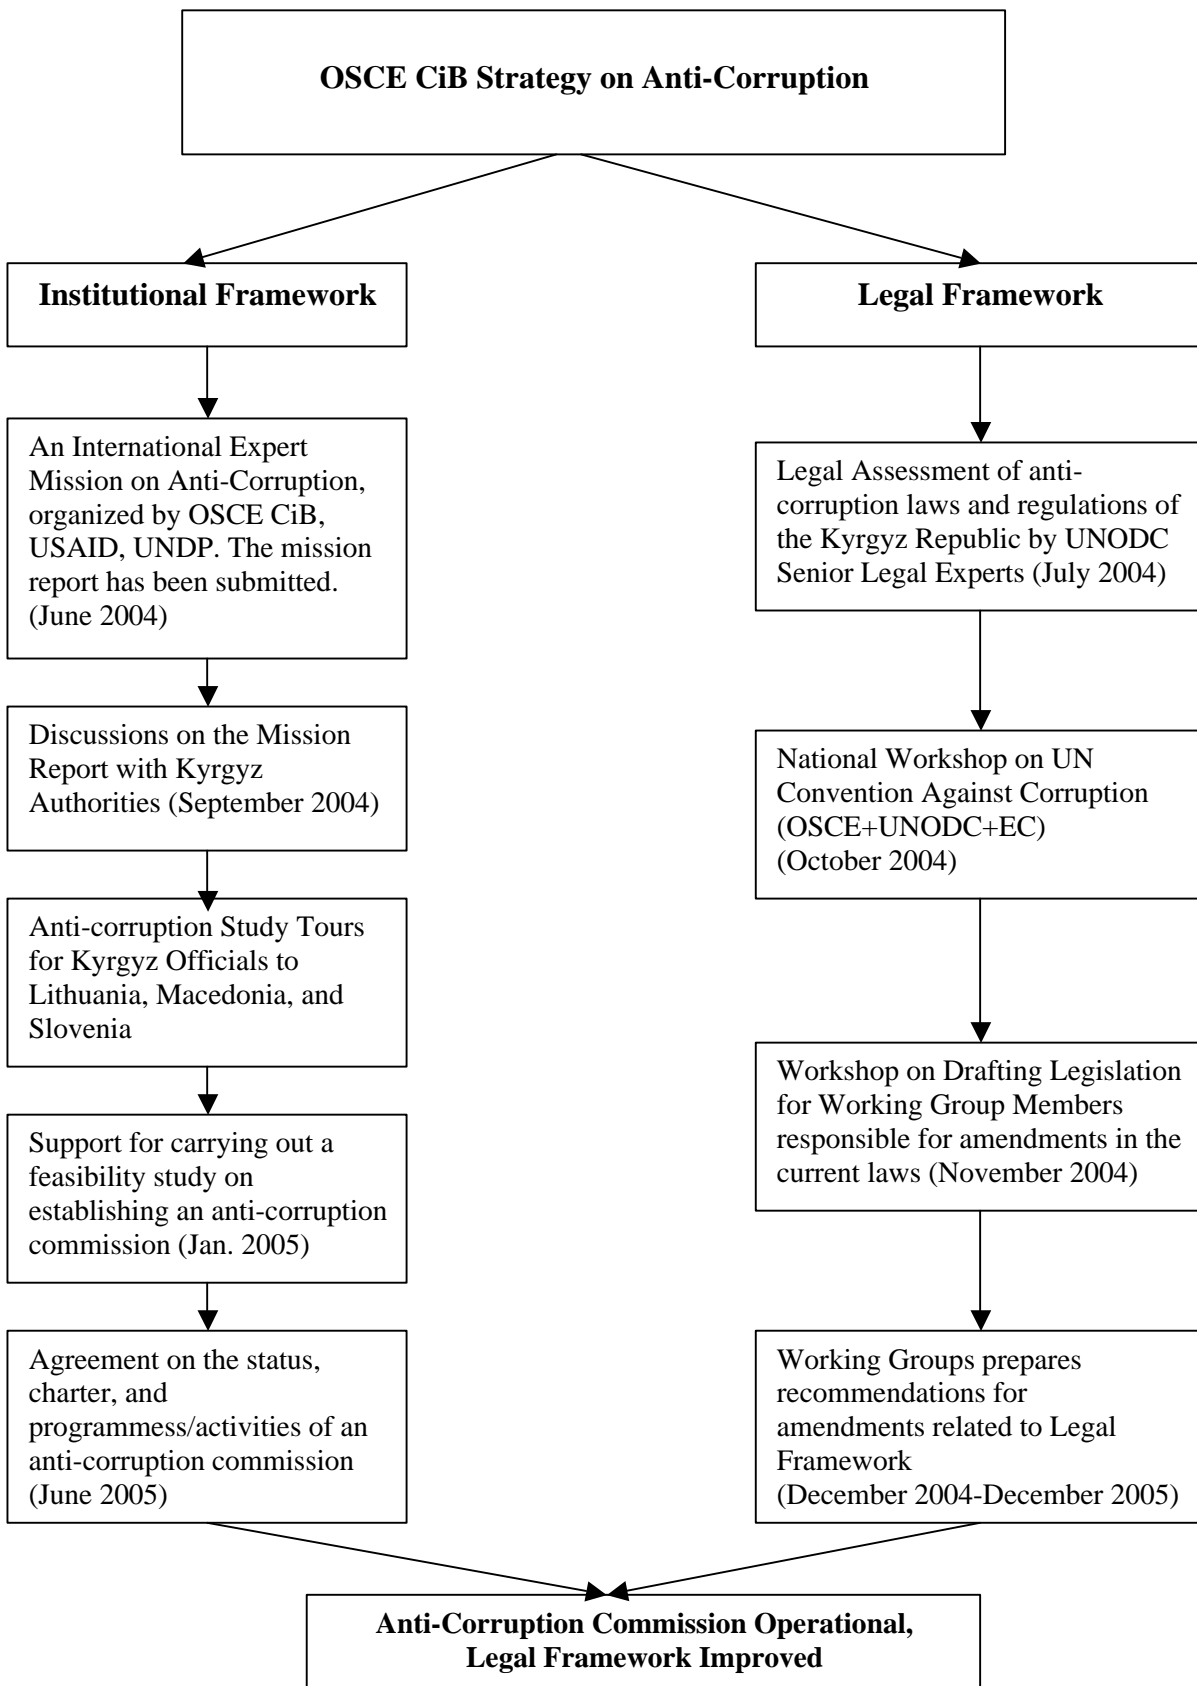 OSCE CiB Strategy on Anti-Corruption
Institutional Framework
An International Expert
Mission on Anti-Corruption,
organized by OSCE CiB,
USAID, UNDP. The mission
report has been submitted.
(June 2004)
Discussions on the Mission
Report with Kyrgyz
Authorities (September 2004)
Anti-corruption Study Tours
for Kyrgyz Officials to
Lithuania, Macedonia, and
Slovenia
Support for carrying out a
feasibility study on
establishing an anti-corruption
commission (Jan. 2005)
Agreement on the status,
charter, and
programmess/activities of an
anti-corruption commission
(June 2005)
Legal Framework
Legal Assessment of anti-
corruption laws and regulations of
the Kyrgyz Republic by UNODC
Senior Legal Experts (July 2004)
National Workshop on UN
Convention Against Corruption
(OSCE+UNODC+EC)
(October 2004)
Workshop on Drafting Legislation
for Working Group Members
responsible for amendments in the
current laws (November 2004)
Working Groups prepares
recommendations for
amendments related to Legal
Framework
(December 2004-December 2005)
Anti-Corruption Commission Operational,
Legal Framework Improved